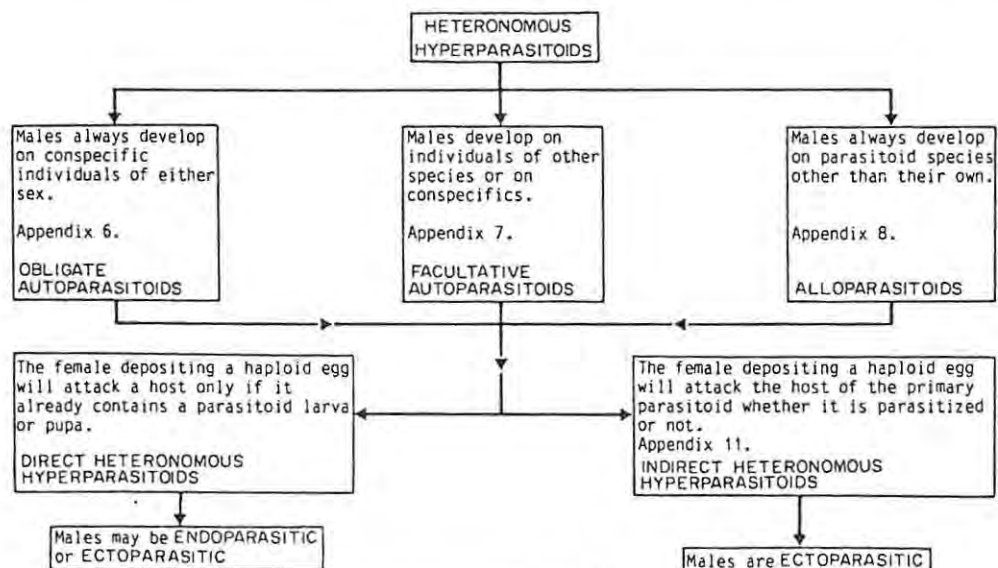 HETERONOMOUS
HYPERPARASITOIDS
Males always develop
on conspecific
individuals of either
sex.
Appendix 6.
OBLIGATE
AUTOPARASITOIDS
Males develop on
individuals of other
species or on
conspecifics.
Appendix 7.
FACULTATIVE
AUTOPARASITOIDS
Males always develop
on parasitoid species
other than their own.
Appendix 8.
ALLOPARASITOIDS
The female depositing a haploid egg
will attack a host only if it
already contains a parasitoid larva
or pupa.
DIRECT HETERONOMOUS
HYPERPARASITOIDS
The female depositing a haploid egg
will attack the host of the primary
parasitoid whether it is parasitized
or not.
Appendix 11.
INDIRECT HETERONOMOUS
HYPERPARASITOIDS
Males may be ENDOPARASITIC
or ECTOPARASITIC
Males are ECTOPARASITIC